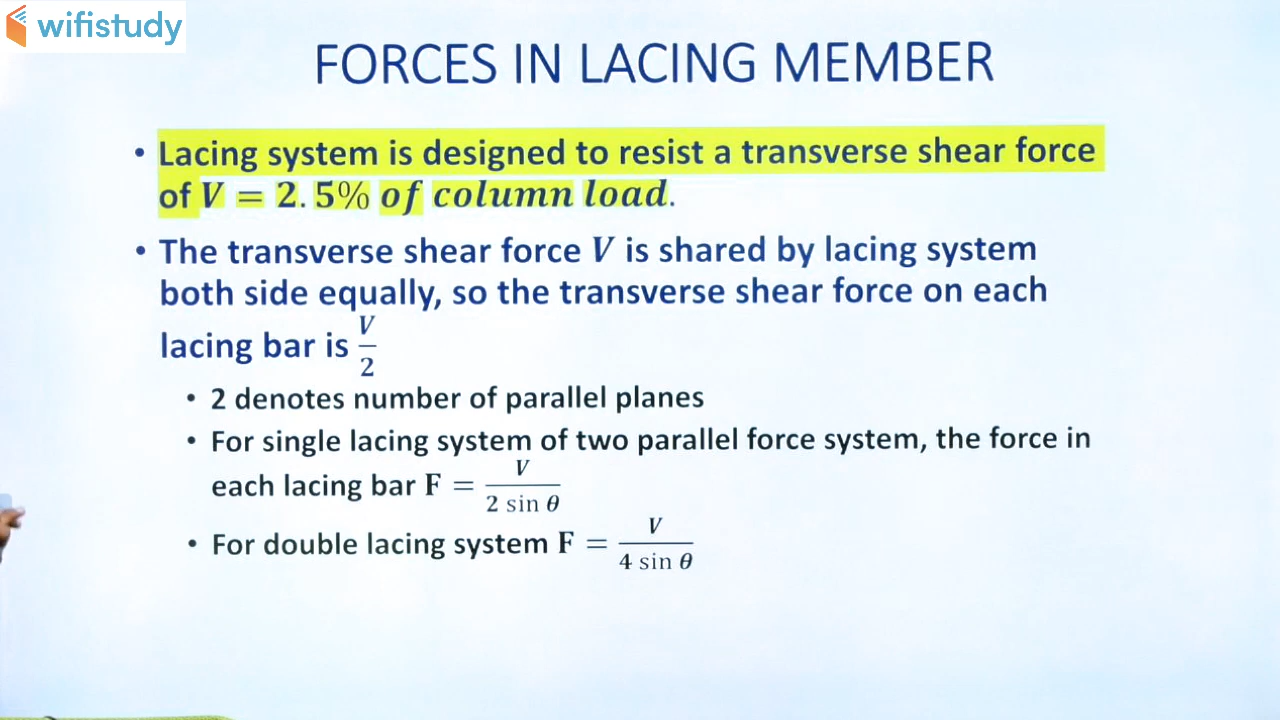 wifistudy
FORCES IN LACING MEMBER
• Lacing system is designed to resist a transverse shear force
of V = 2.5% of column load.
• The transverse shear force V is shared by lacing system
both side equally, so the transverse shear force on each
lacing bar is V/2
• 2 denotes number of parallel planes
• For single lacing system of two parallel force system, the force in
each lacing bar F = V/(2 sin θ)
• For double lacing system F = V/(4 sin θ)